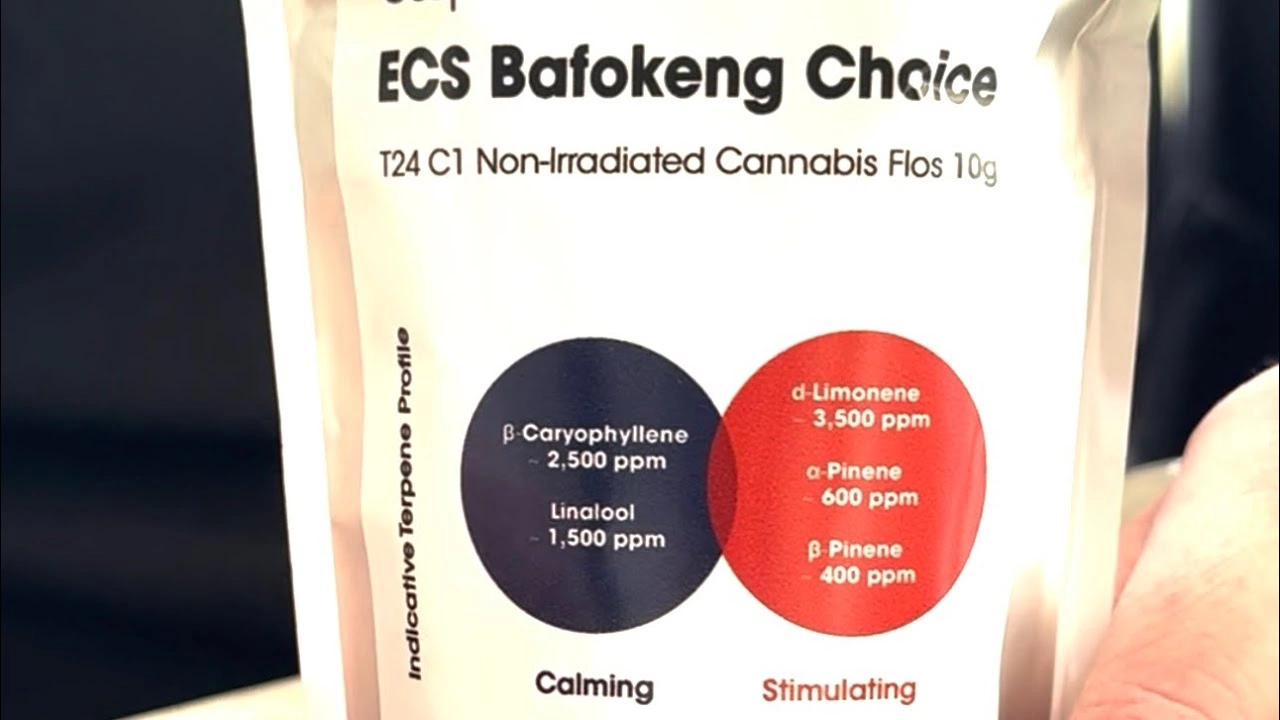 ECS Bafokeng Choice
T24 C1 Non-Irradiated Cannabis Flos 10g
Indicative Terpene Profile
β-Caryophyllene
~ 2,500 ppm
Linalool
~ 1,500 ppm
d-Limonene
~ 3,500 ppm
α-Pinene
~ 600 ppm
β-Pinene
~ 400 ppm
Calming
Stimulating